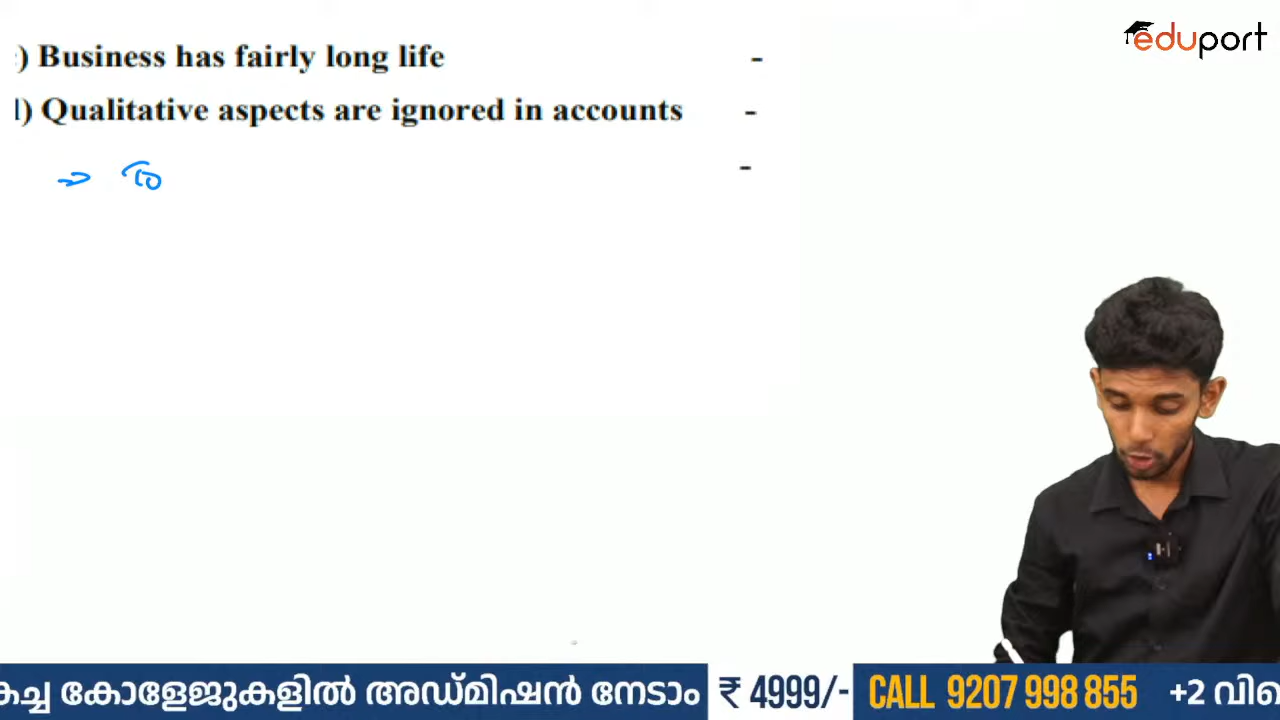 eduport
) Business has fairly long life -
) Qualitative aspects are ignored in accounts -
→ To -
കച്ച കോളേജുകളിൽ അഡ്മിഷൻ നേടാം ₹ 4999/- CALL 9207 998 855 +2 വി